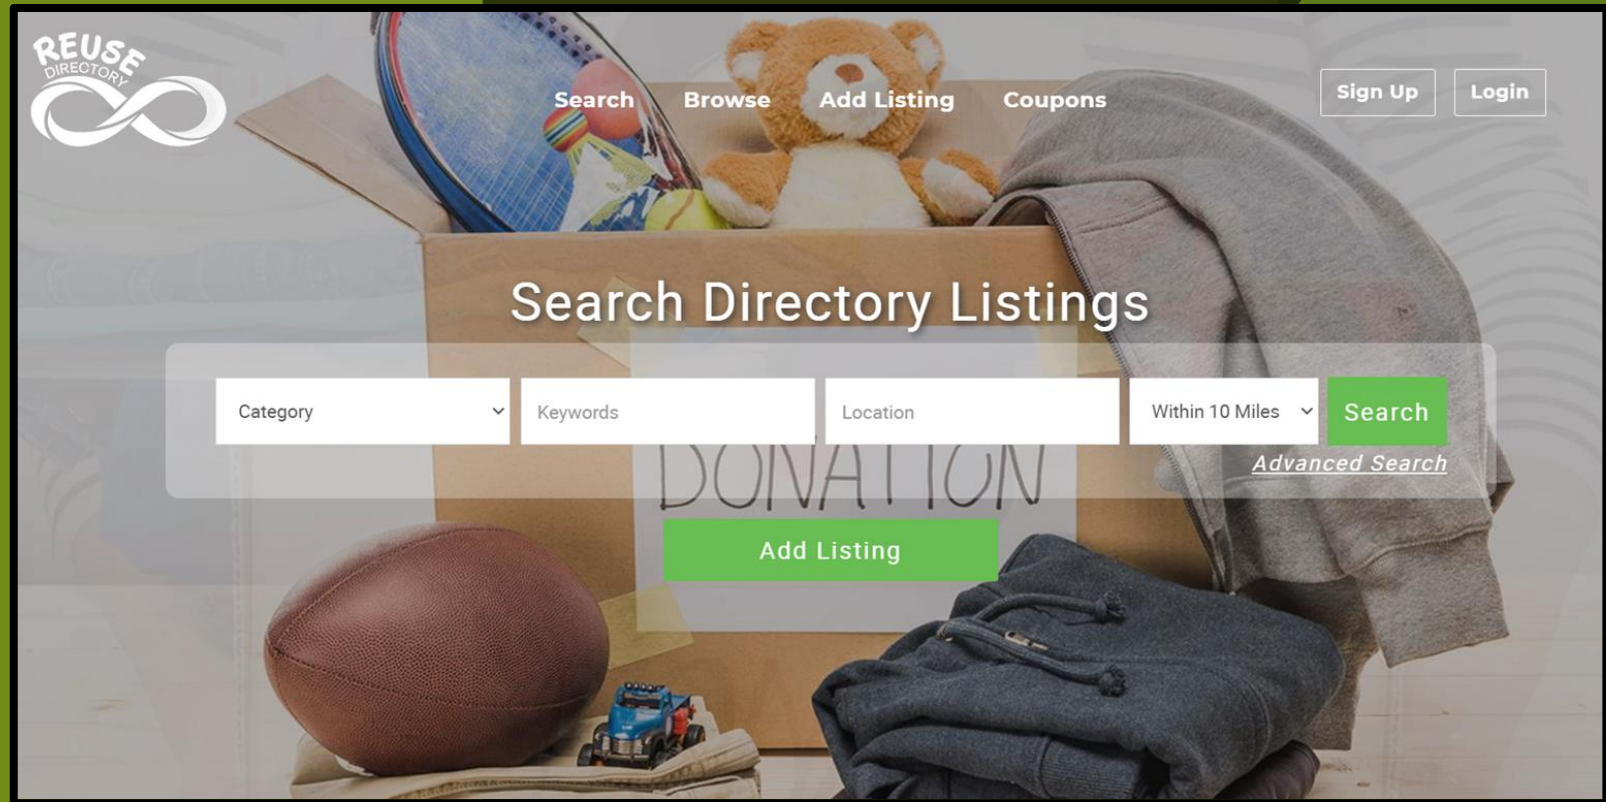 REUSE
DIRECTORY
Search Browse Add Listing Coupons
Sign Up Login
Search Directory Listings
Category Keywords Location Within 10 Miles Search
Advanced Search
DONATION
Add Listing